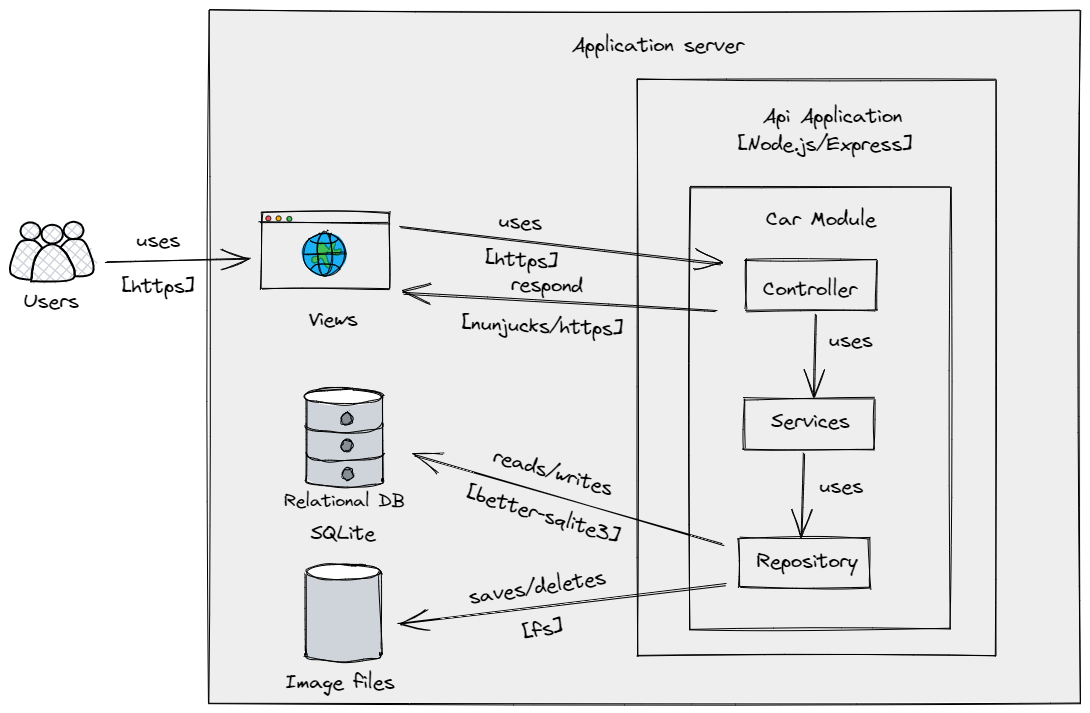 Application server
Api Application
[Node.js/Express]
Car Module
uses
[https]
Users
Views
uses
[https]
respond
[nunjucks/https]
Controller
uses
Services
uses
Repository
reads/writes
[better-sqlite3]
Relational DB
SQLite
saves/deletes
[fs]
Image files